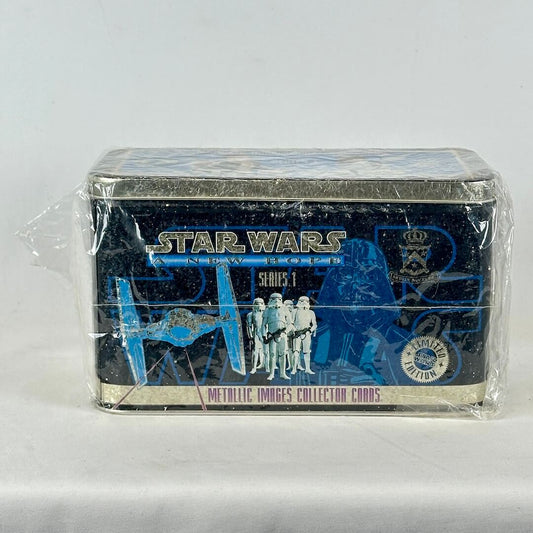 STAR WARS
A NEW HOPE
SERIES 1
LIMITED
EDITION
METALLIC IMAGES COLLECTOR CARDS